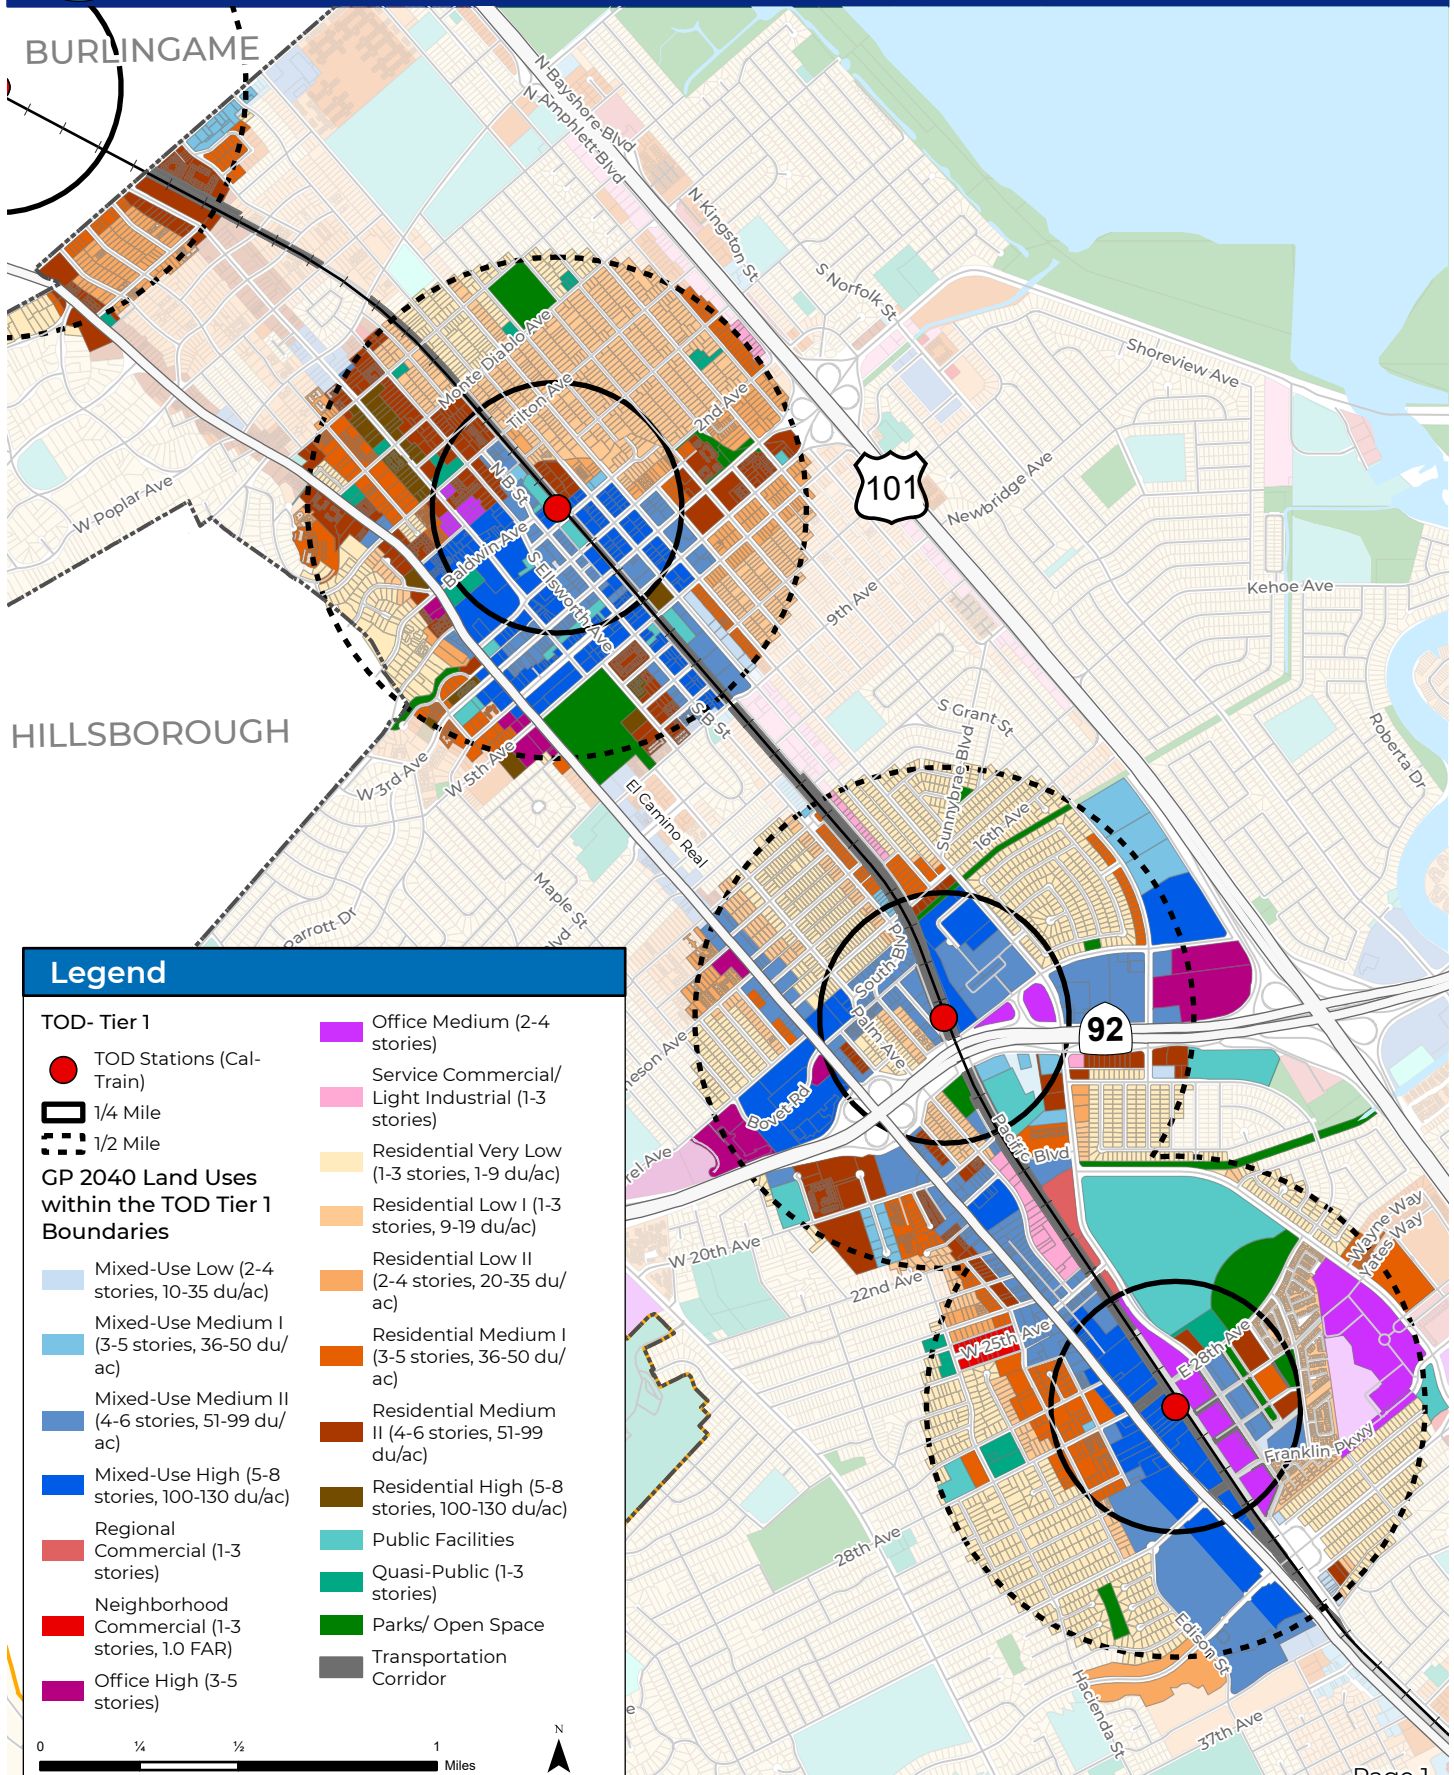 BURLINGAME
N Bayshore Blvd
N Amphlett Blvd
N Kingston St
S Norfolk St
Shoreview Ave
Monte Diablo Ave
Tilton Ave
2nd Ave
101
Newbridge Ave
W Poplar Ave
N B St
Baldwin Ave
S Elsworth Ave
9th Ave
Kehoe Ave
HILLSBOROUGH
S B St
S Grant St
Roberta Dr
W 3rd Ave
W 5th Ave
El Camino Real
Sunnybrae Blvd
16th Ave
Maple St
Parrott Dr
lvd
South Blvd
Palm Ave
92
meson Ave
Bovet Rd
rel Ave
Pacific Blvd
W 20th Ave
22nd Ave
Wayne Way
Yates Way
W 25th Ave
E 28th Ave
Franklin Pkwy
28th Ave
Edison St
Hacienda St
37th Ave
e
Legend
TOD- Tier 1
TOD Stations (Cal-
Train)
1/4 Mile
1/2 Mile
GP 2040 Land Uses
within the TOD Tier 1
Boundaries
Mixed-Use Low (2-4
stories, 10-35 du/ac)
Mixed-Use Medium I
(3-5 stories, 36-50 du/
ac)
Mixed-Use Medium II
(4-6 stories, 51-99 du/
ac)
Mixed-Use High (5-8
stories, 100-130 du/ac)
Regional
Commercial (1-3
stories)
Neighborhood
Commercial (1-3
stories, 1.0 FAR)
Office High (3-5
stories)
Office Medium (2-4
stories)
Service Commercial/
Light Industrial (1-3
stories)
Residential Very Low
(1-3 stories, 1-9 du/ac)
Residential Low I (1-3
stories, 9-19 du/ac)
Residential Low II
(2-4 stories, 20-35 du/
ac)
Residential Medium I
(3-5 stories, 36-50 du/
ac)
Residential Medium
II (4-6 stories, 51-99
du/ac)
Residential High (5-8
stories, 100-130 du/ac)
Public Facilities
Quasi-Public (1-3
stories)
Parks/ Open Space
Transportation
Corridor
0 ¼ ½ 1
Miles
N
Page 1